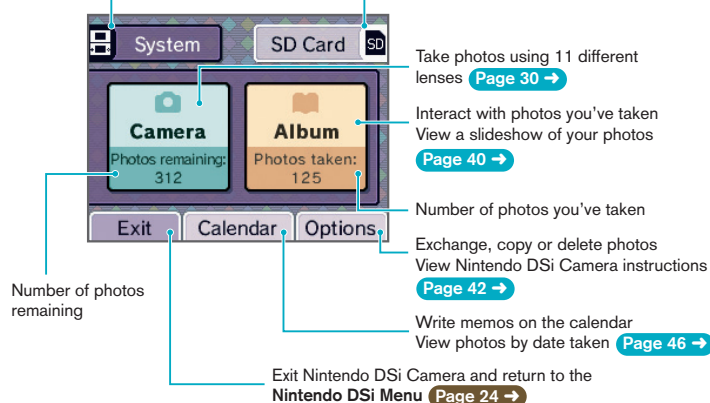 System
SD Card
SD
Take photos using 11 different
lenses Page 30 →
Camera
Photos remaining:
312
Album
Photos taken:
125
Interact with photos you've taken
View a slideshow of your photos
Page 40 →
Number of photos you've taken
Exit
Calendar
Options
Exchange, copy or delete photos
View Nintendo DSi Camera instructions
Page 42 →
Number of photos
remaining
Write memos on the calendar
View photos by date taken Page 46 →
Exit Nintendo DSi Camera and return to the
Nintendo DSi Menu Page 24 →